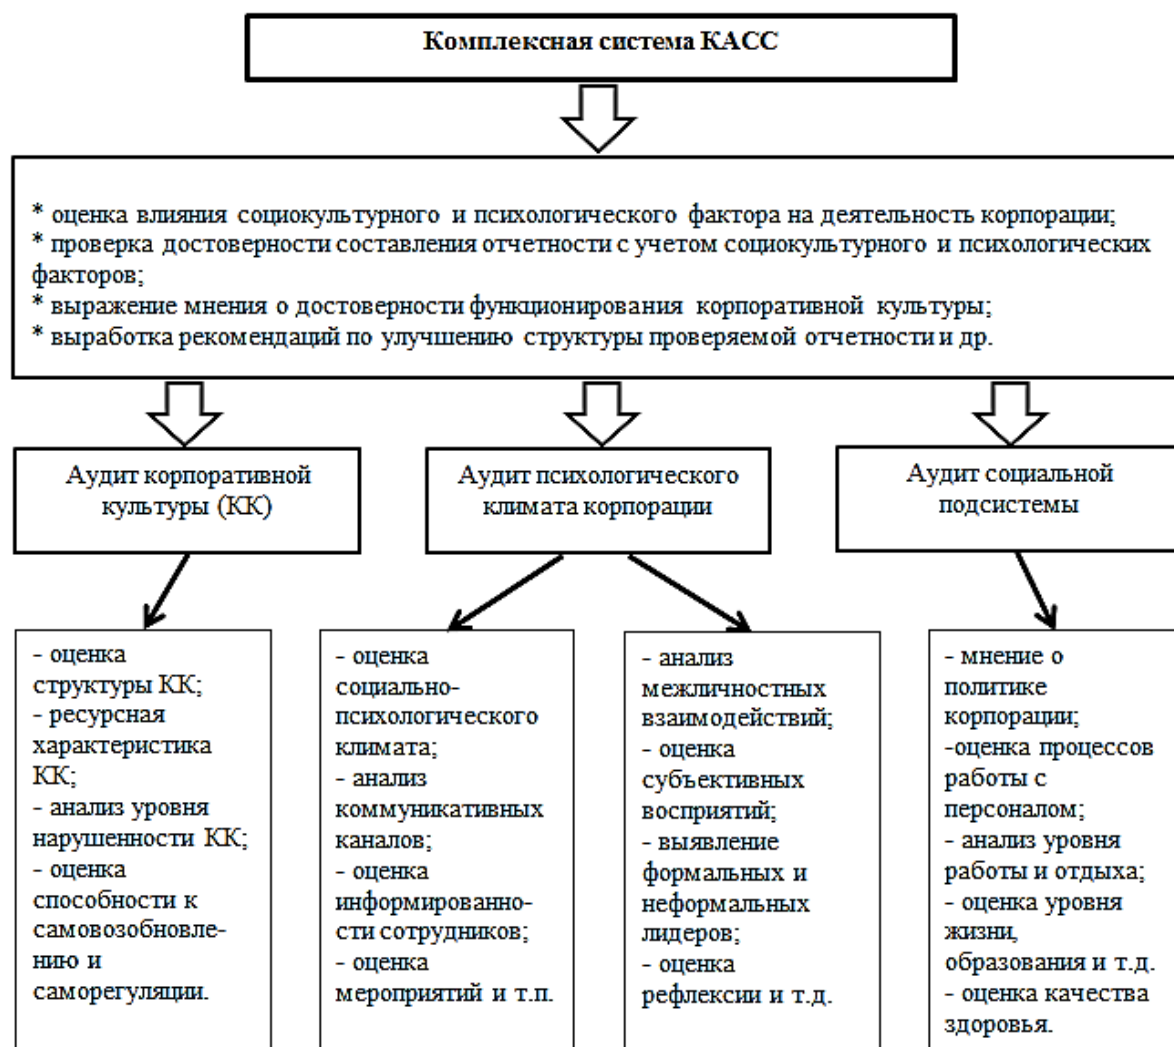 Комплексная система КАСС
* оценка влияния социокультурного и психологического фактора на деятельность корпорации;
* проверка достоверности составления отчетности с учетом социокультурного и психологических
факторов;
* выражение мнения о достоверности функционирования корпоративной культуры;
* выработка рекомендаций по улучшению структуры проверяемой отчетности и др.
Аудит корпоративной
культуры (КК)
Аудит психологического
климата корпорации
Аудит социальной
подсистемы
- оценка
структуры КК;
- ресурсная
характеристика
КК;
- анализ уровня
нарушенности КК;
- оценка
способности к
самовозобновле-
нию и
саморегуляции.
- оценка
социально-
психологического
климата;
- анализ
коммуникативных
каналов;
- оценка
информированно-
сти сотрудников;
- оценка
мероприятий и т.п.
- анализ
межличностных
взаимодействий;
- оценка
субъективных
восприятий;
- выявление
формальных и
неформальных
лидеров;
- оценка
рефлексии и т.д.
- мнение о
политике
корпорации;
-оценка процессов
работы с
персоналом;
- анализ уровня
работы и отдыха;
- оценка уровня
жизни,
образования и т.д.
- оценка качества
здоровья.